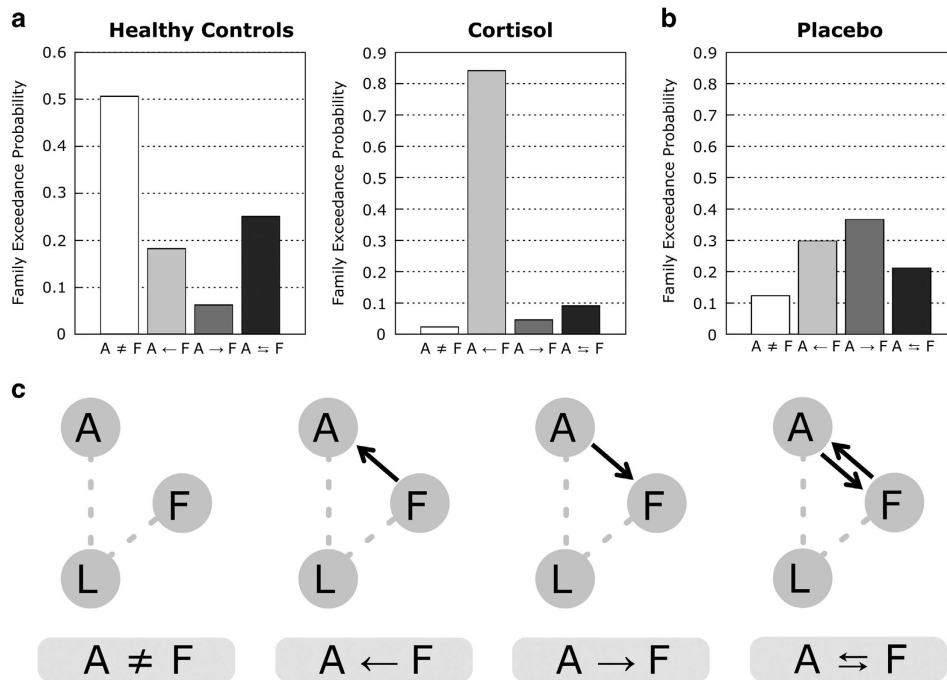 a
Healthy Controls
Family Exceedance Probability
0.6
0.5
0.4
0.3
0.2
0.1
0
A ≠ F A ← F A → F A ⇆ F
Cortisol
Family Exceedance Probability
0.9
0.8
0.7
0.6
0.5
0.4
0.3
0.2
0.1
0
A ≠ F A ← F A → F A ⇆ F
b
Placebo
Family Exceedance Probability
0.9
0.8
0.7
0.6
0.5
0.4
0.3
0.2
0.1
0
A ≠ F A ← F A → F A ⇆ F
c
A A A A
F F F F
L L L L
A ≠ F A ← F A → F A ⇆ F